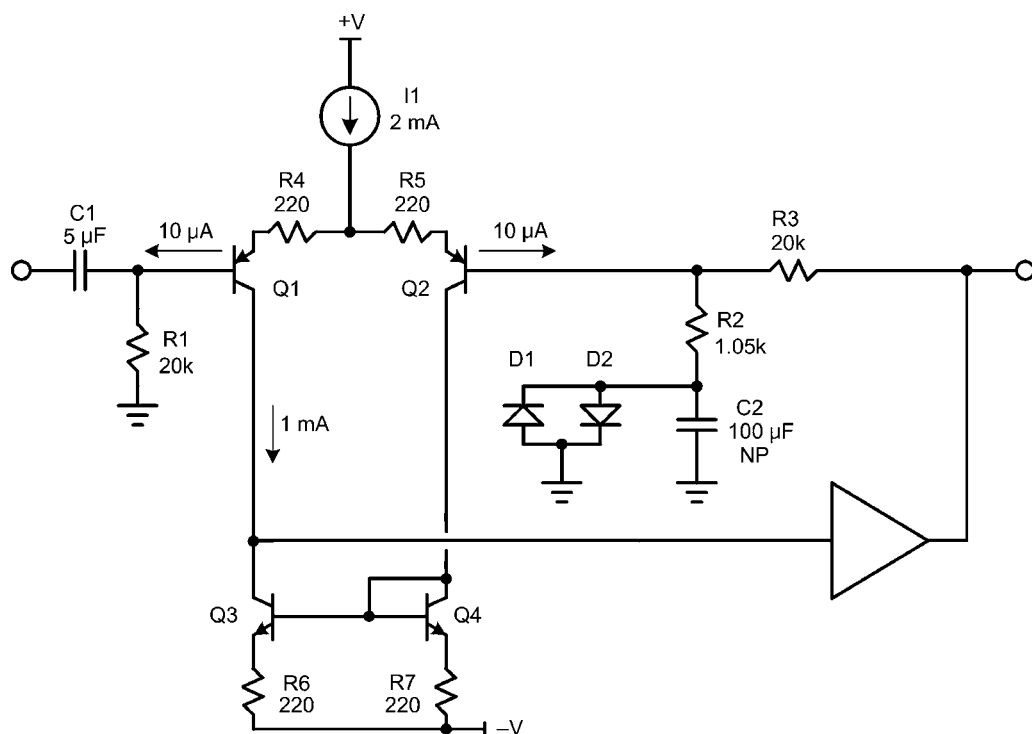 +V
I1
2 mA
R4
220
R5
220
C1
5 µF
10 µA
10 µA
R3
20k
Q1
Q2
R1
20k
R2
1.05k
D1
D2
C2
100 µF
NP
1 mA
Q3
Q4
R6
220
R7
220
–V